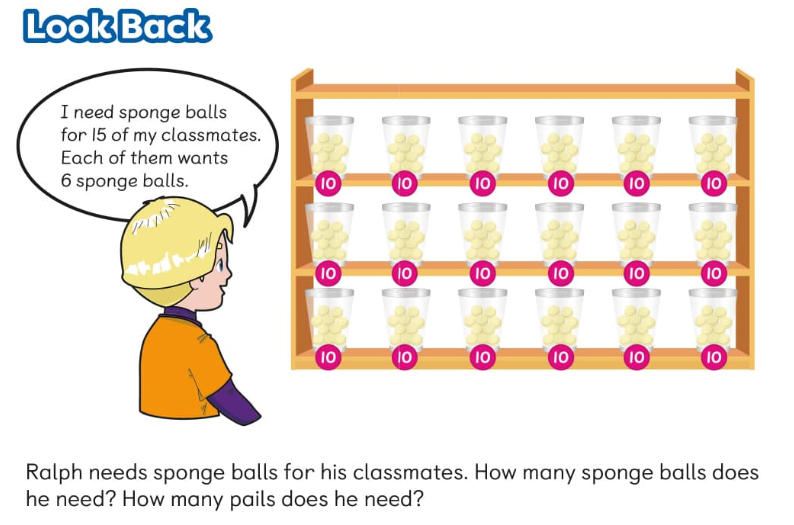 Look Back
I need sponge balls
for 15 of my classmates.
Each of them wants
6 sponge balls.
10 10 10 10 10 10
10 10 10 10 10 10
10 10 10 10 10 10
Ralph needs sponge balls for his classmates. How many sponge balls does
he need? How many pails does he need?